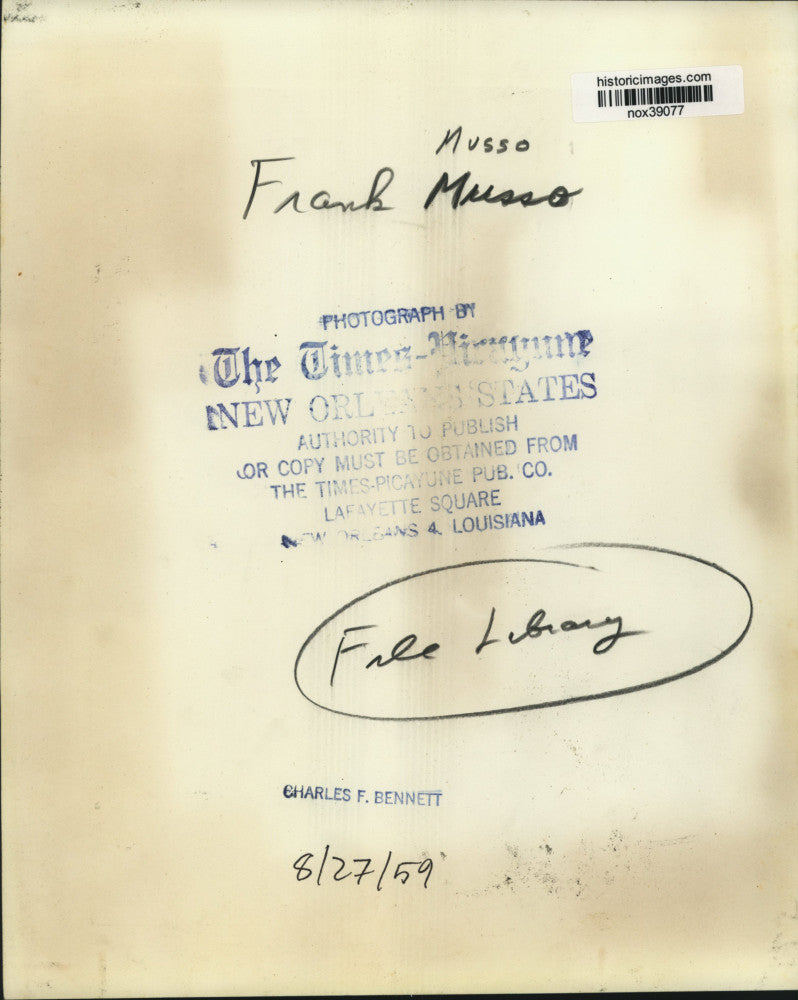 historicimages.com
nox39077
Musso
Frank Musso
PHOTOGRAPH BY
The Times-Picayune
NEW ORLEANS STATES
AUTHORITY TO PUBLISH
OR COPY MUST BE OBTAINED FROM
THE TIMES-PICAYUNE PUB. CO.
LAFAYETTE SQUARE
NEW ORLEANS 4, LOUISIANA
File Library
CHARLES F. BENNETT
8/27/59